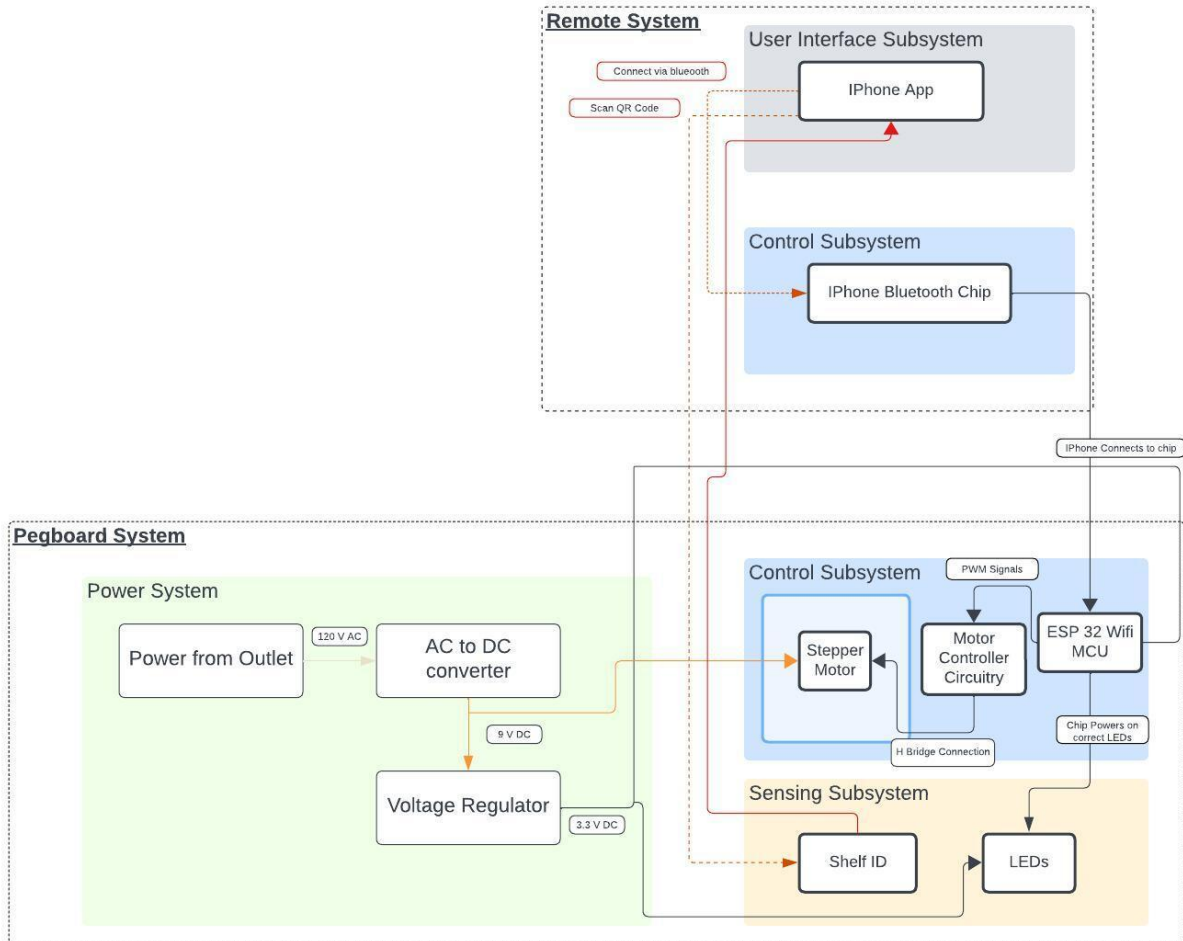 Remote System
User Interface Subsystem
Connect via blueooth
IPhone App
Scan QR Code
Control Subsystem
IPhone Bluetooth Chip
IPhone Connects to chip
Pegboard System
Power System
Power from Outlet
120 V AC
AC to DC
converter
9 V DC
Voltage Regulator
3.3 V DC
Control Subsystem
PWM Signals
Stepper
Motor
Motor
Controller
Circuitry
ESP 32 Wifi
MCU
H Bridge Connection
Chip Powers on
correct LEDs
Sensing Subsystem
Shelf ID
LEDs